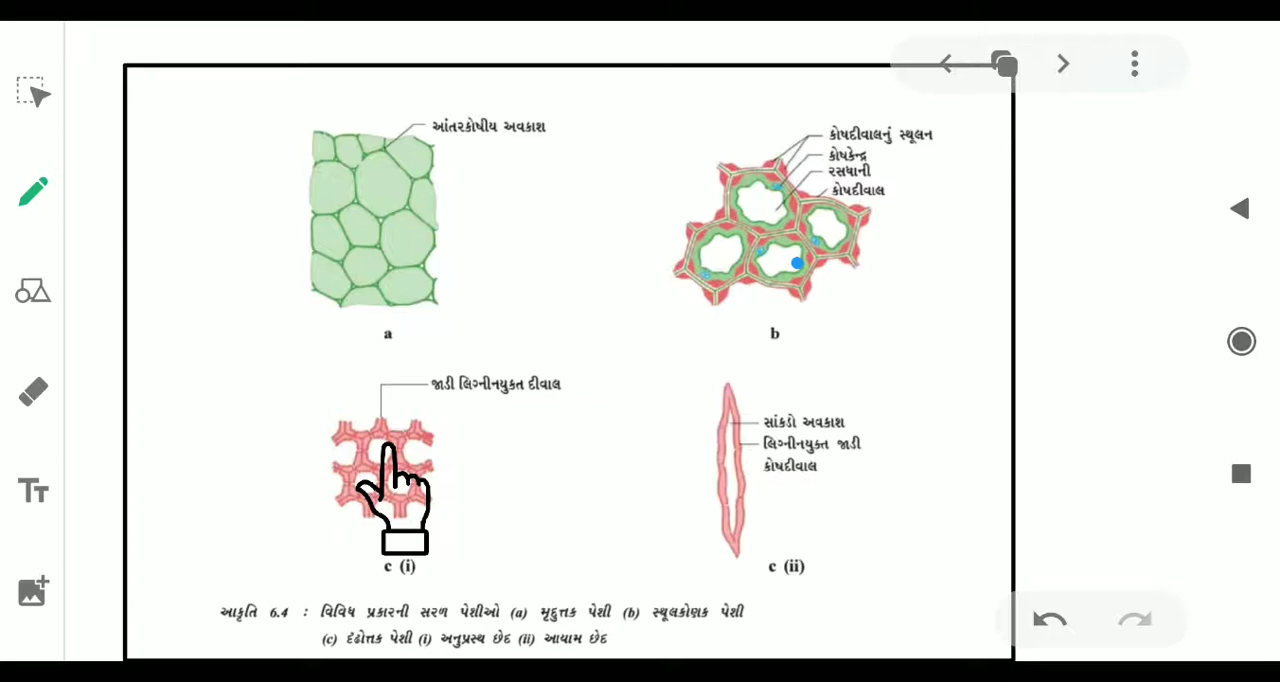 આંતરકોષીય અવકાશ
a
કોષદીવાલનું સ્થૂલન
કોષકેન્દ્ર
રસધાની
કોષદીવાલ
b
જાડી લિગ્નીનયુક્ત દીવાલ
c (i)
સાંકડો અવકાશ
લિગ્નીનયુક્ત જાડી
કોષદીવાલ
c (ii)
આકૃતિ 6.4 : વિવિધ પ્રકારની સરળ પેશીઓ (a) મૃદુત્તક પેશી (b) સ્થૂલકોણક પેશી
(c) દૃઢોત્તક પેશી (i) અનુપ્રસ્થ છેદ (ii) આયામ છેદ
TT